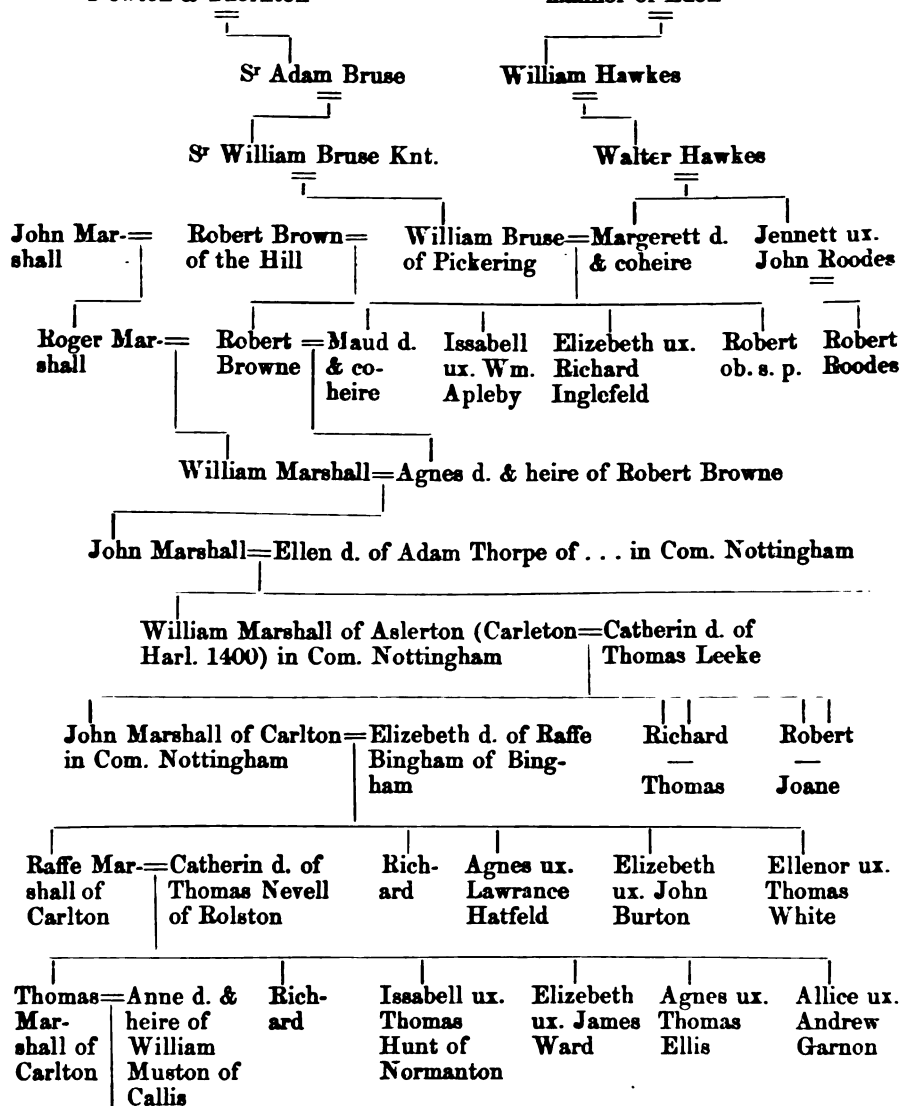 Sr Adam Bruse
William Hawkes
Sr William Bruse Knt.
Walter Hawkes
John Mar-=
shall
Robert Brown=
of the Hill
William Bruse=Margerett d.
of Pickering
& coheire
Jennett ux.
John Roodes
Roger Mar-=
shall
Robert =Maud d.
Browne
& co-
heire
Issabell
ux. Wm.
Apleby
Elizebeth ux.
Richard
Inglefeld
Robert
ob. s. p.
Robert
Roodes
William Marshall=Agnes d. & heire of Robert Browne
John Marshall=Ellen d. of Adam Thorpe of . . . in Com. Nottingham
William Marshall of Aslerton (Carleton=Catherin d. of
Harl. 1400) in Com. Nottingham
Thomas Leeke
John Marshall of Carlton=Elizebeth d. of Raffe
in Com. Nottingham
Bingham of Bing-
ham
Richard
—
Thomas
Robert
—
Joane
Raffe Mar-=Catherin d. of
shall of
Carlton
Thomas Nevell
of Rolston
Rich-
ard
Agnes ux.
Lawrance
Hatfeld
Elizebeth
ux. John
Burton
Ellenor ux.
Thomas
White
Thomas=Anne d. &
Mar-
shall of
Carlton
heire of
William
Muston of
Callis
Rich-
ard
Issabell ux.
Thomas
Hunt of
Normanton
Elizebeth
ux. James
Ward
Agnes ux.
Thomas
Ellis
Allice ux.
Andrew
Garnon